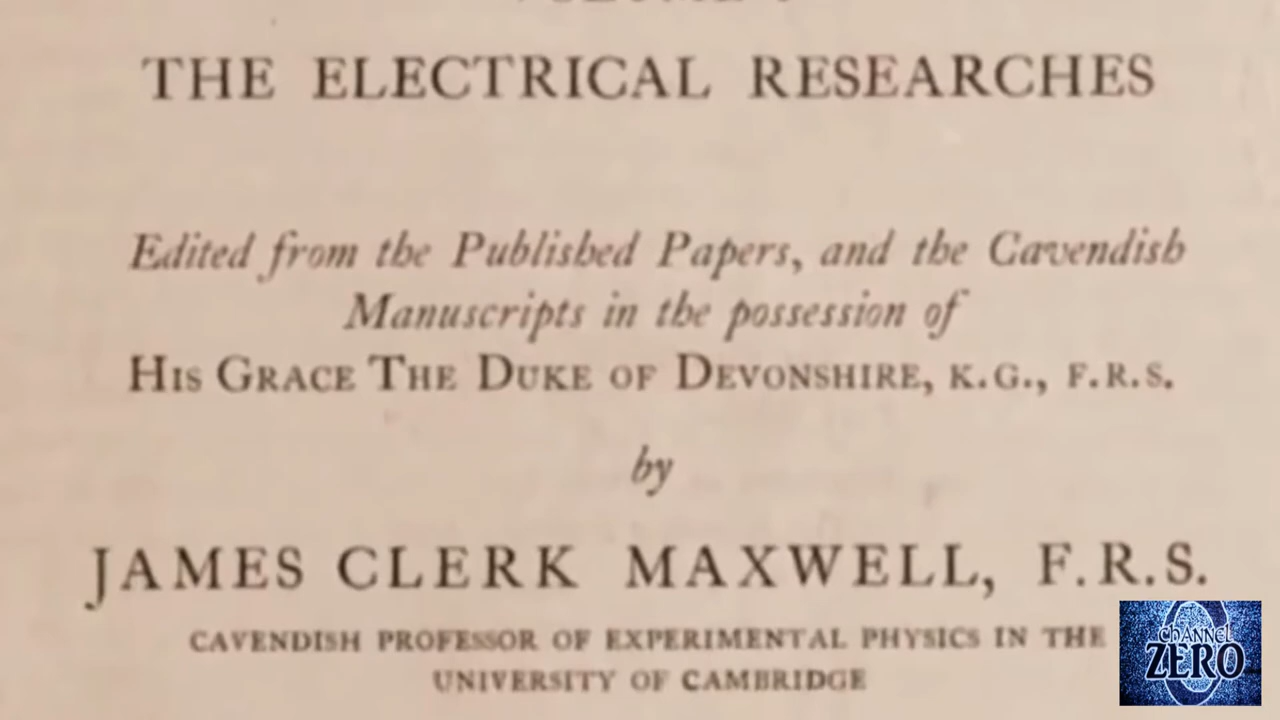 THE ELECTRICAL RESEARCHES
Edited from the Published Papers, and the Cavendish
Manuscripts in the possession of
HIS GRACE THE DUKE OF DEVONSHIRE, K.G., F.R.S.
by
JAMES CLERK MAXWELL, F.R.S.
CAVENDISH PROFESSOR OF EXPERIMENTAL PHYSICS IN THE
UNIVERSITY OF CAMBRIDGE
CHANNEL
ZERO